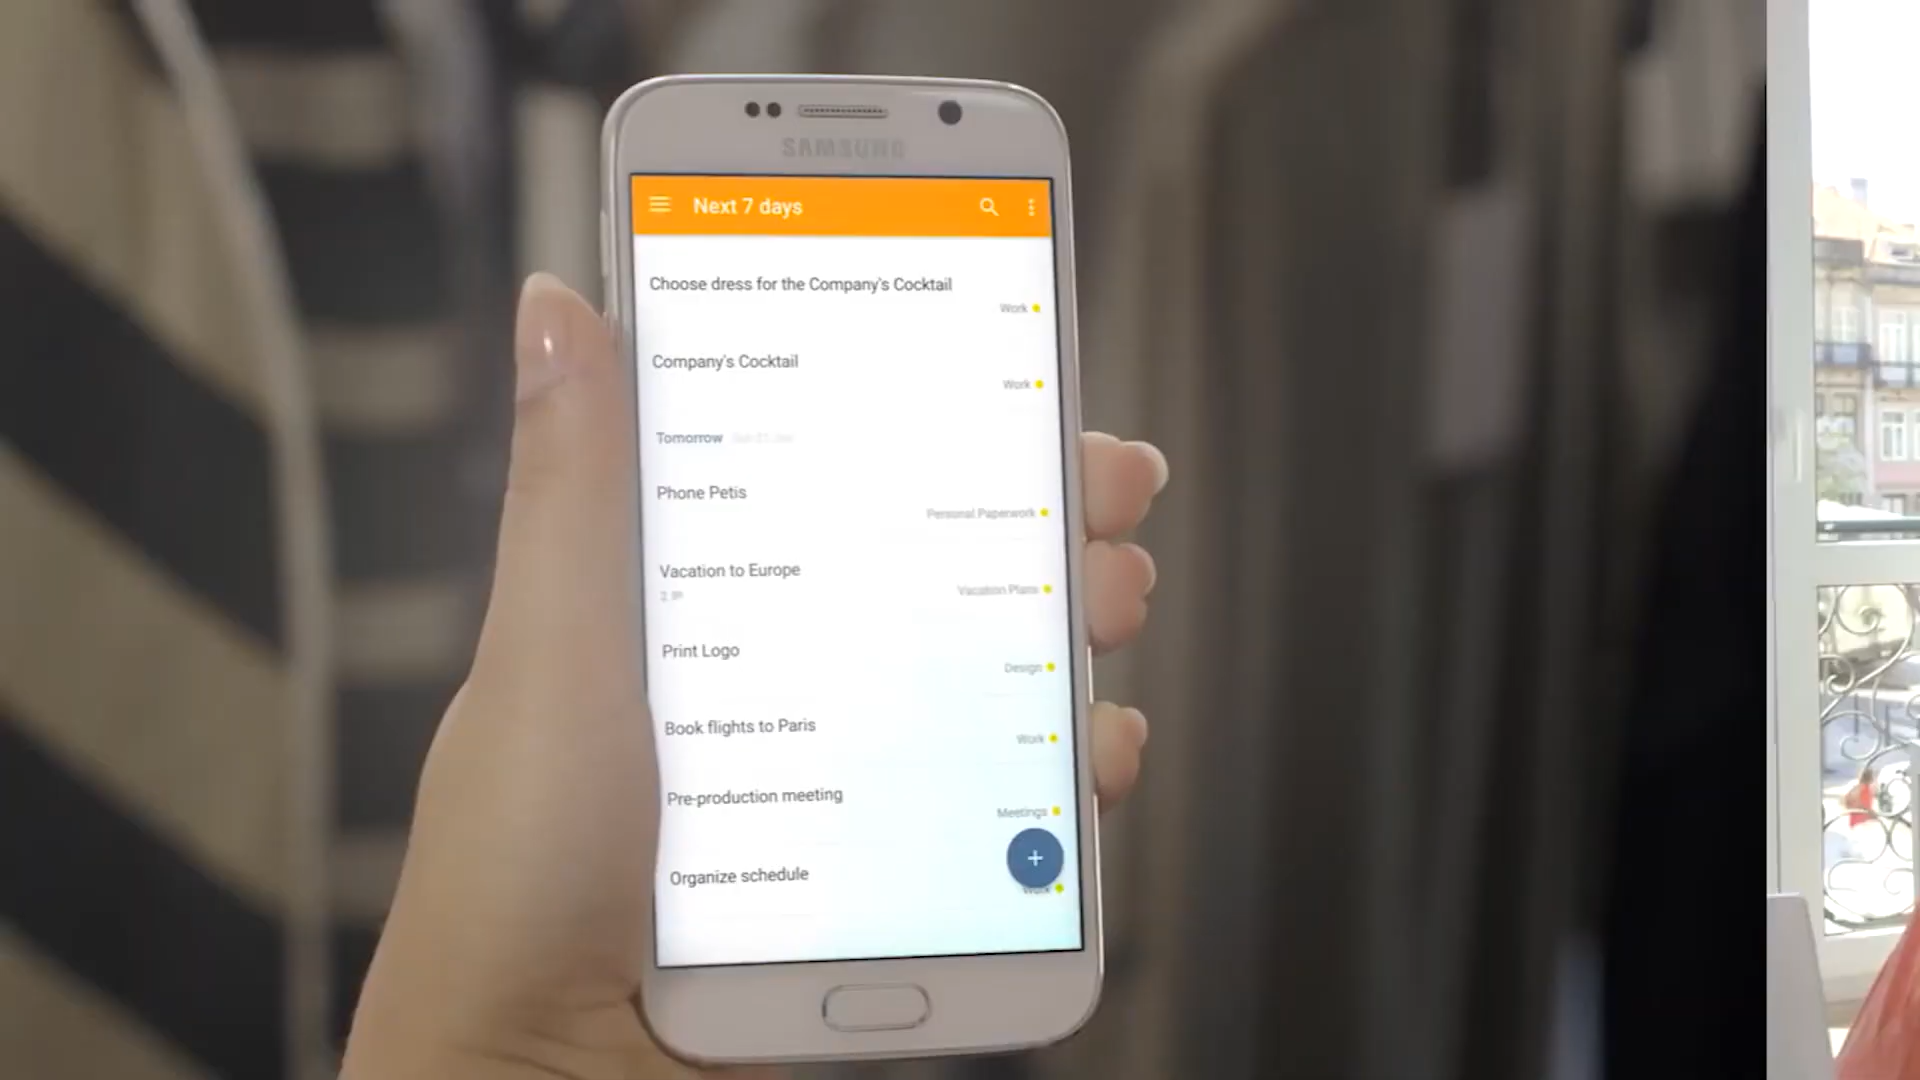 SAMSUNG
Next 7 days
Choose dress for the Company's Cocktail
Work
Company's Cocktail
Work
Tomorrow
Phone Petis
Personal Paperwork
Vacation to Europe
2
Vacation Plans
Print Logo
Design
Book flights to Paris
Work
Pre-production meeting
Meetings
Organize schedule
Work